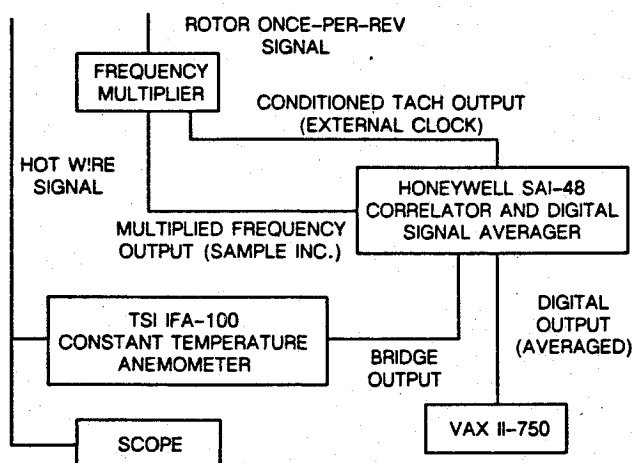 ROTOR ONCE-PER-REV
SIGNAL
FREQUENCY
MULTIPLIER
CONDITIONED TACH OUTPUT
(EXTERNAL CLOCK)
HOT WIRE
SIGNAL
HONEYWELL SAI-48
CORRELATOR AND DIGITAL
SIGNAL AVERAGER
MULTIPLIED FREQUENCY
OUTPUT (SAMPLE INC.)
TSI IFA-100
CONSTANT TEMPERATURE
ANEMOMETER
BRIDGE
OUTPUT
DIGITAL
OUTPUT
(AVERAGED)
VAX II-750
SCOPE